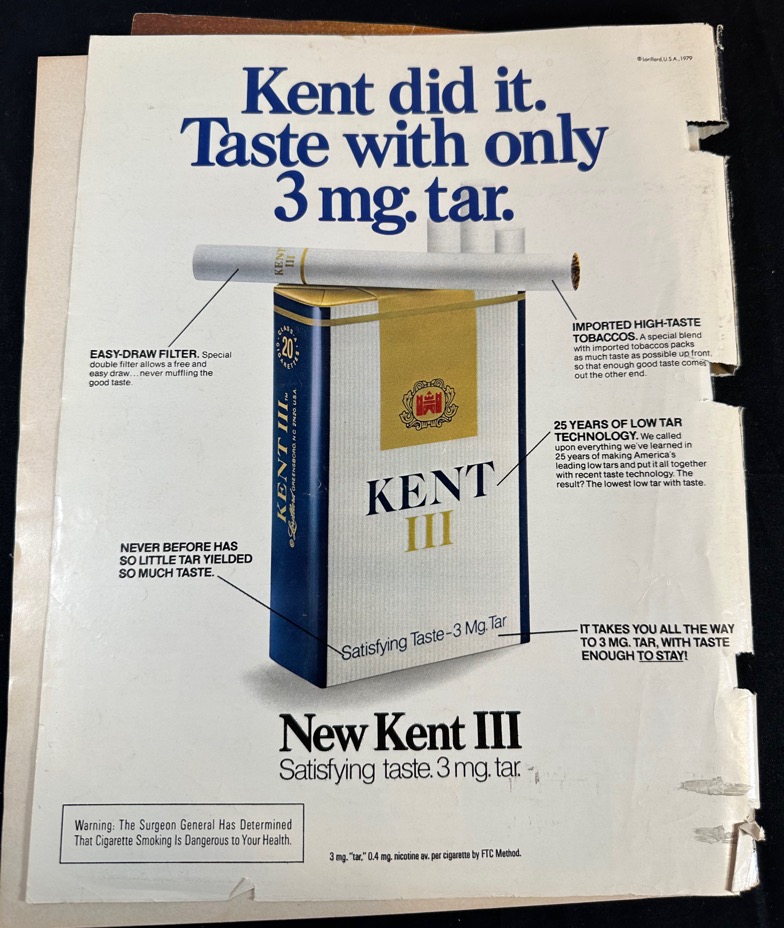 © Lorillard, U.S.A., 1979
Kent did it.
Taste with only
3 mg. tar.
KENT
III
EASY-DRAW FILTER. Special
double filter allows a free and
easy draw...never muffling the
good taste.
IMPORTED HIGH-TASTE
TOBACCOS. A special blend
with imported tobaccos packs
as much taste as possible up front,
so that enough good taste comes
out the other end.
20 CLASS A CIGARETTES
KENT III™
© Lorillard GREENSBORO, N.C. 27420, U.S.A.
KENT
III
25 YEARS OF LOW TAR
TECHNOLOGY. We called
upon everything we've learned in
25 years of making America's
leading low tars and put it all together
with recent taste technology. The
result? The lowest low tar with taste.
NEVER BEFORE HAS
SO LITTLE TAR YIELDED
SO MUCH TASTE.
Satisfying Taste-3 Mg. Tar
IT TAKES YOU ALL THE WAY
TO 3 MG. TAR, WITH TASTE
ENOUGH TO STAY!
New Kent III
Satisfying taste. 3 mg. tar.
Warning: The Surgeon General Has Determined
That Cigarette Smoking Is Dangerous to Your Health.
3 mg. "tar," 0.4 mg. nicotine av. per cigarette by FTC Method.